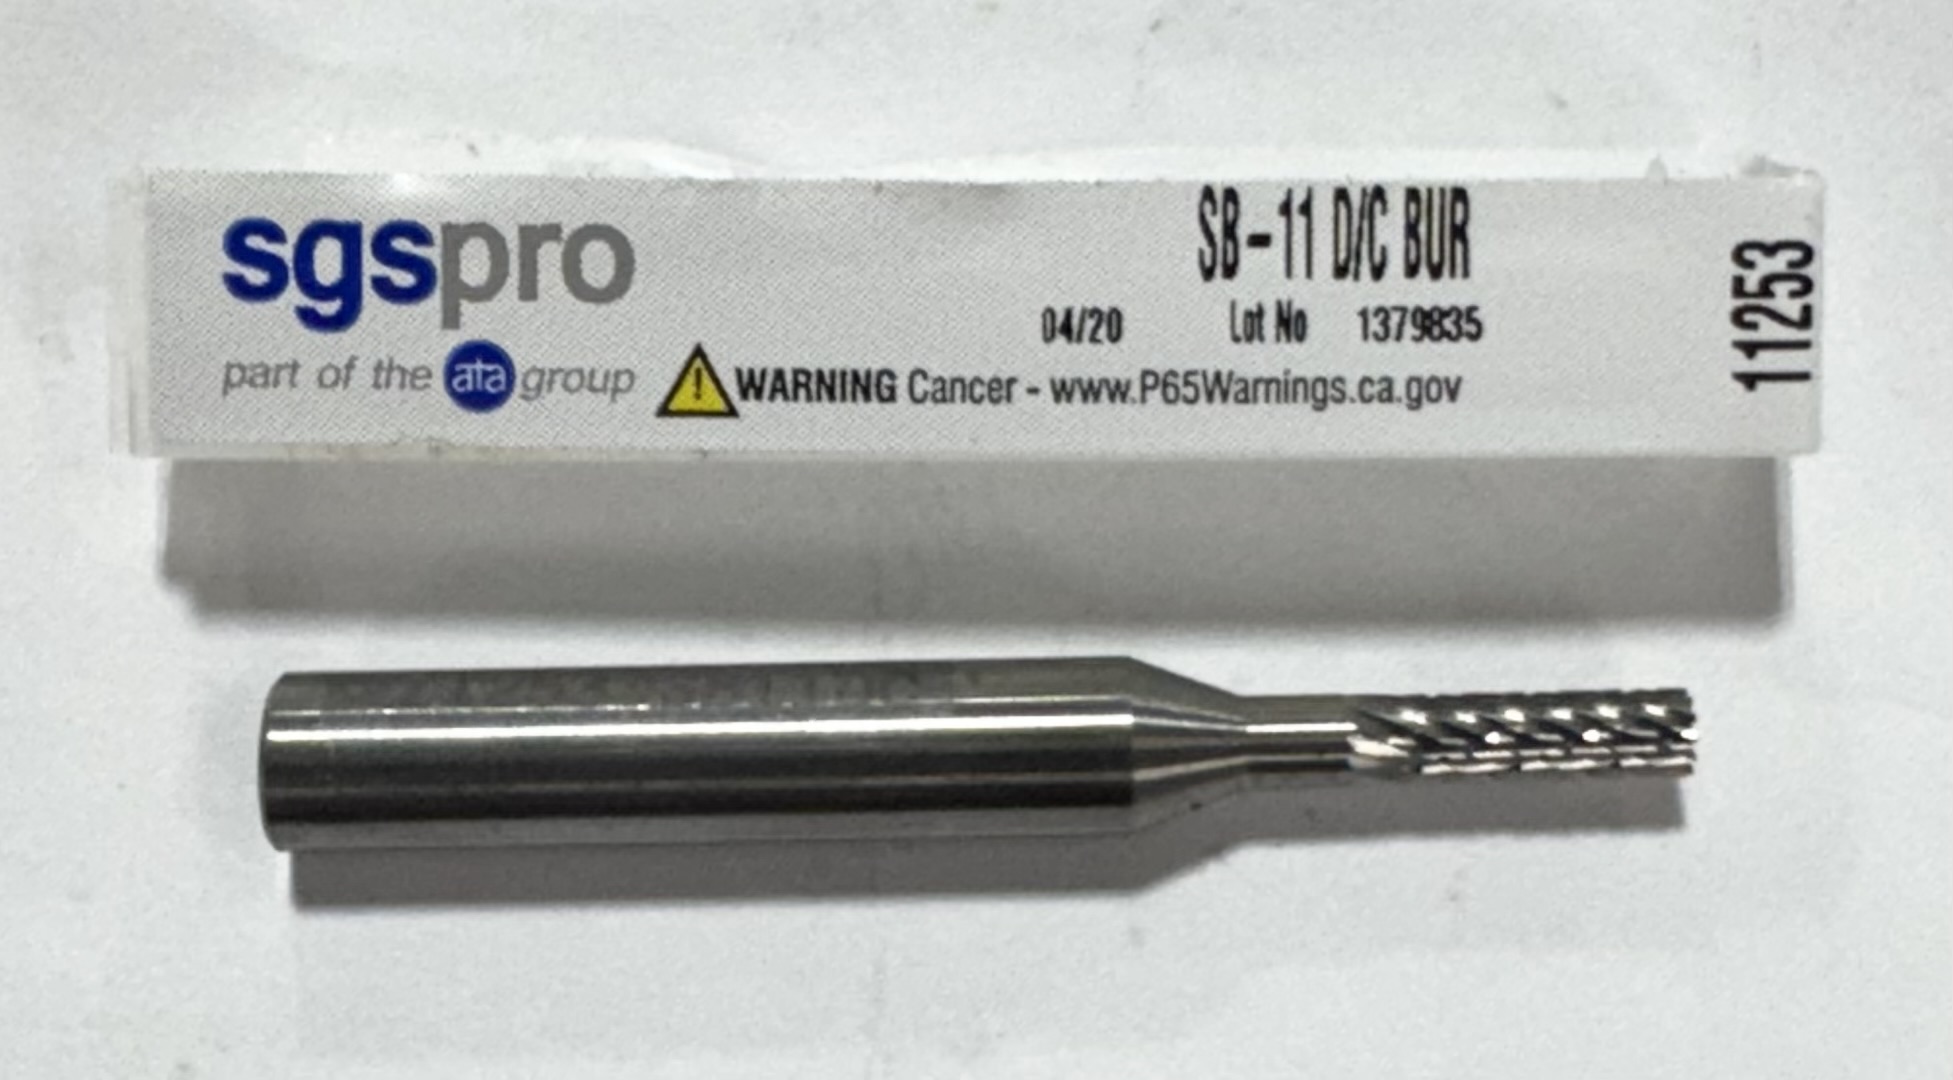 sgspro
part of the ata group
SB-11 D/C BUR
04/20 Lot No 1379835
WARNING Cancer - www.P65Warnings.ca.gov
11253